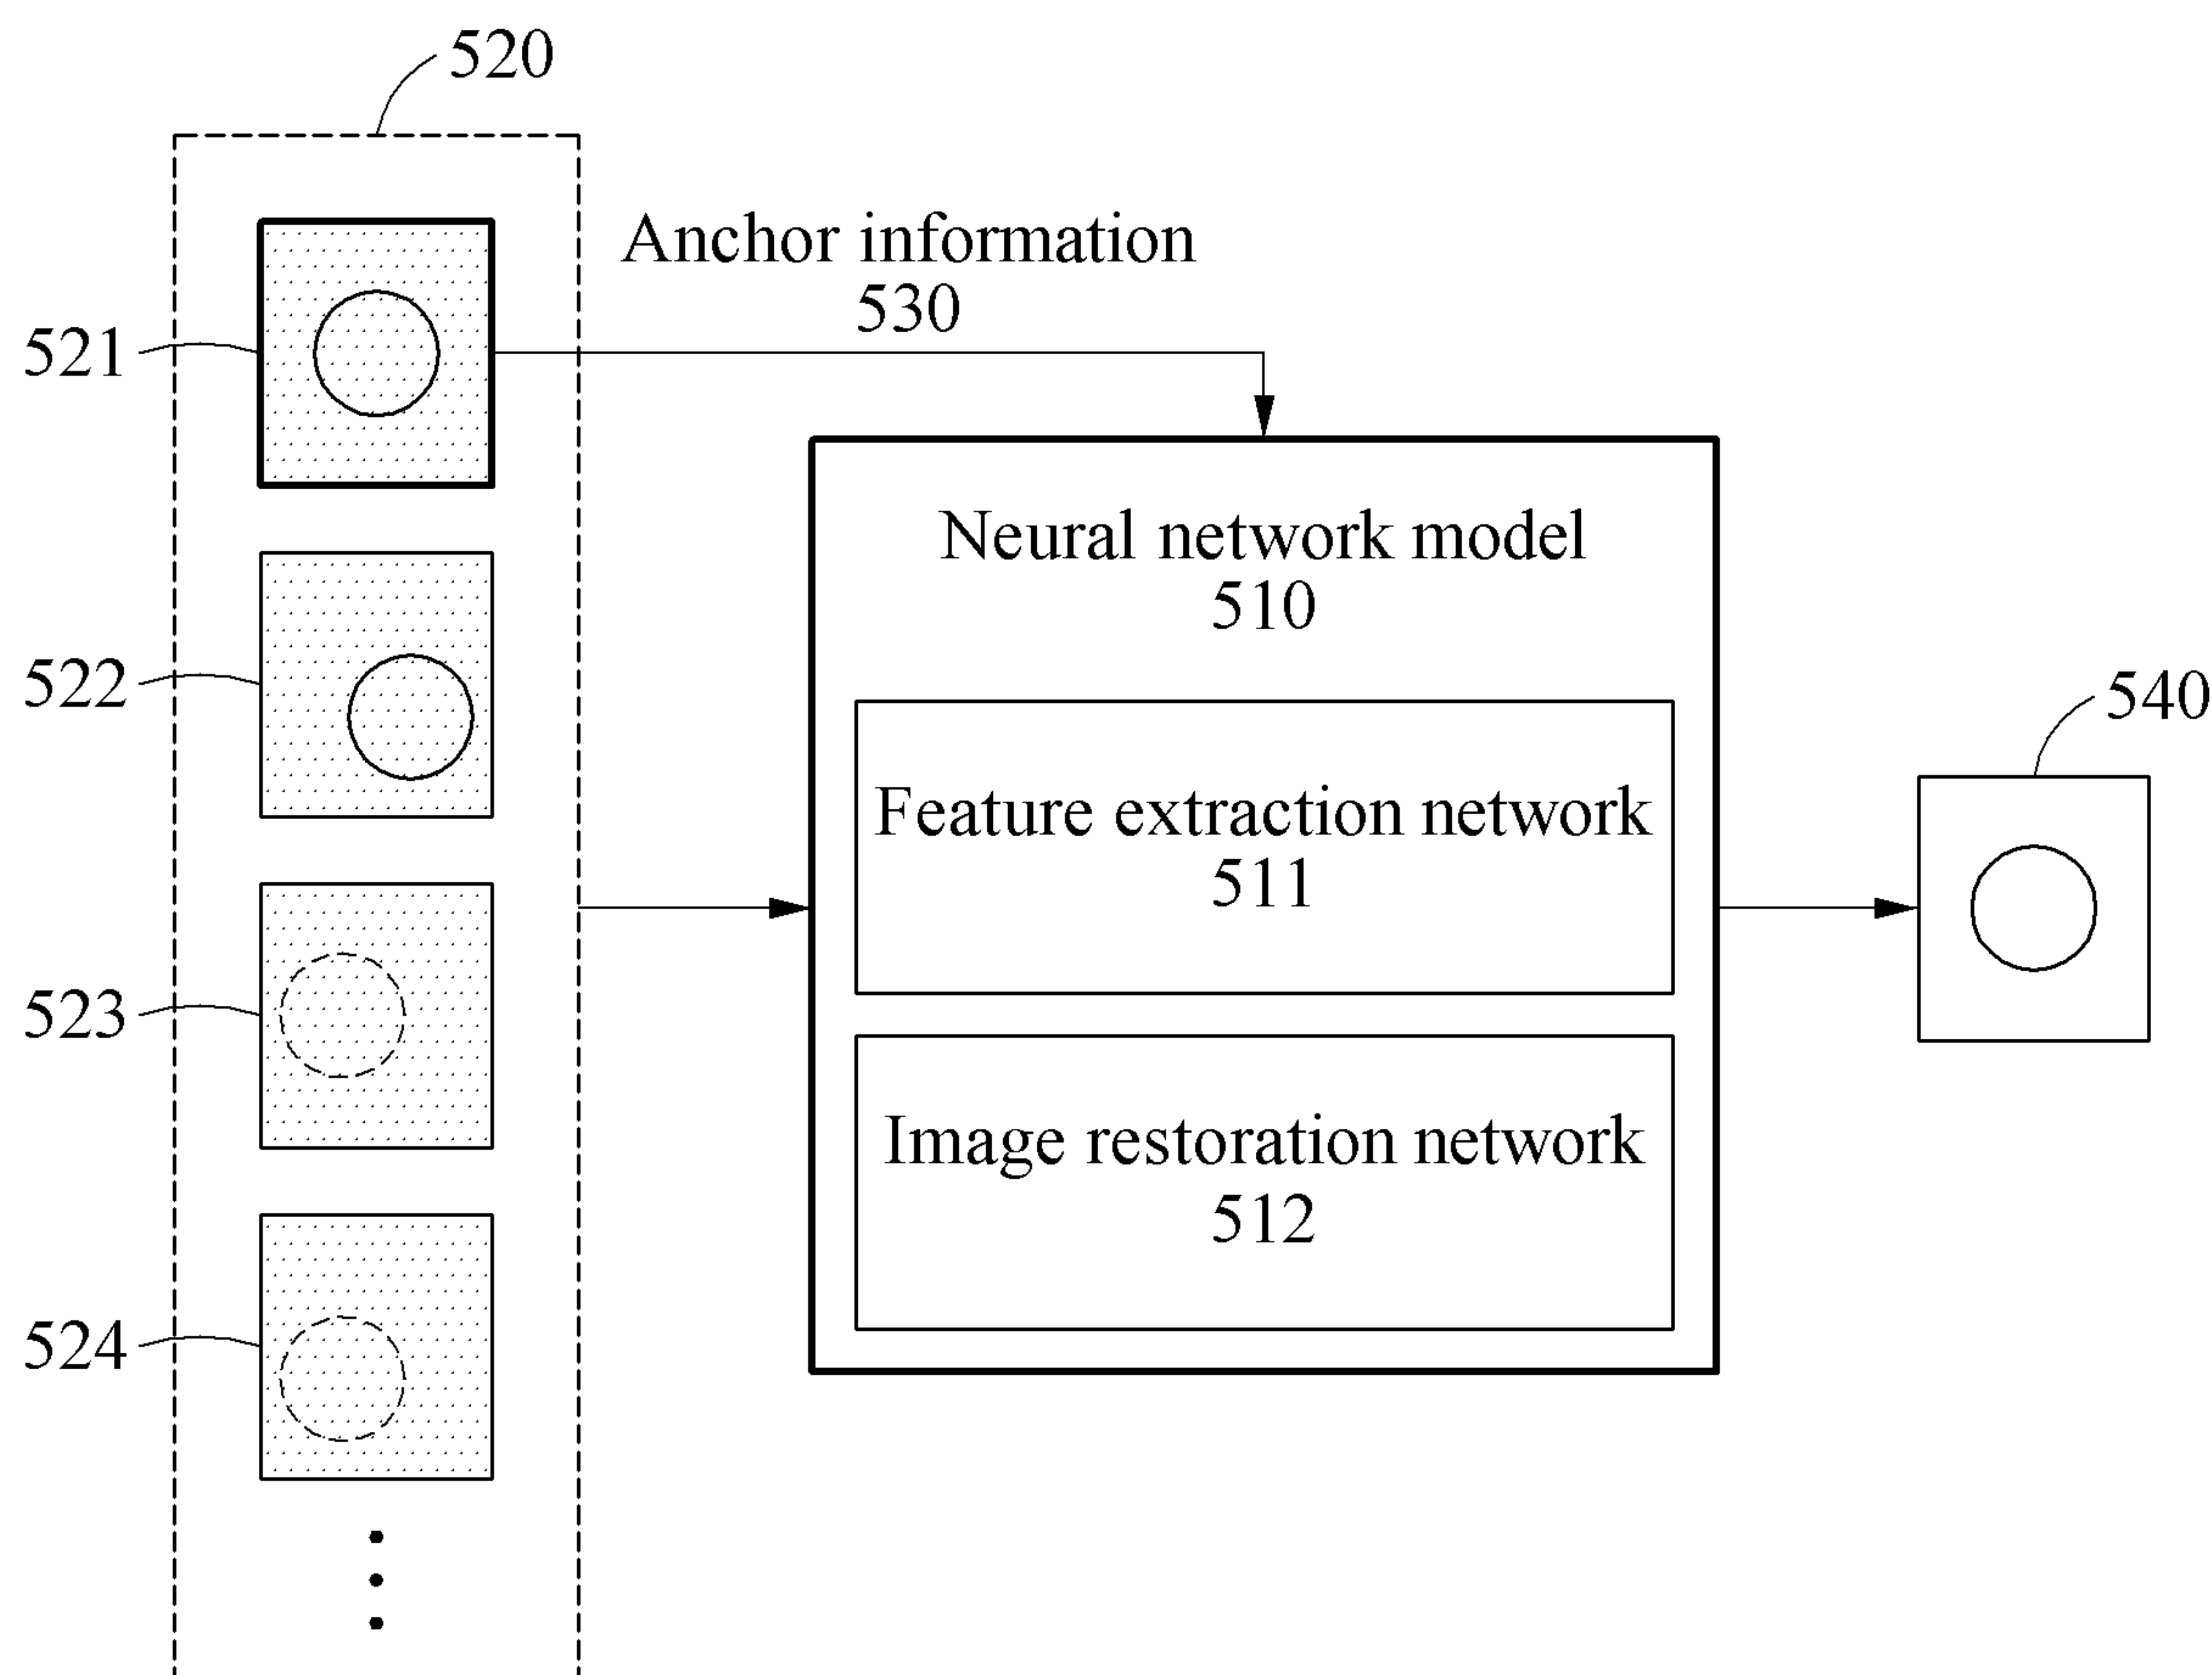 520
Anchor information
530
521
Neural network model
510
522
540
Feature extraction network
511
523
Image restoration network
512
524